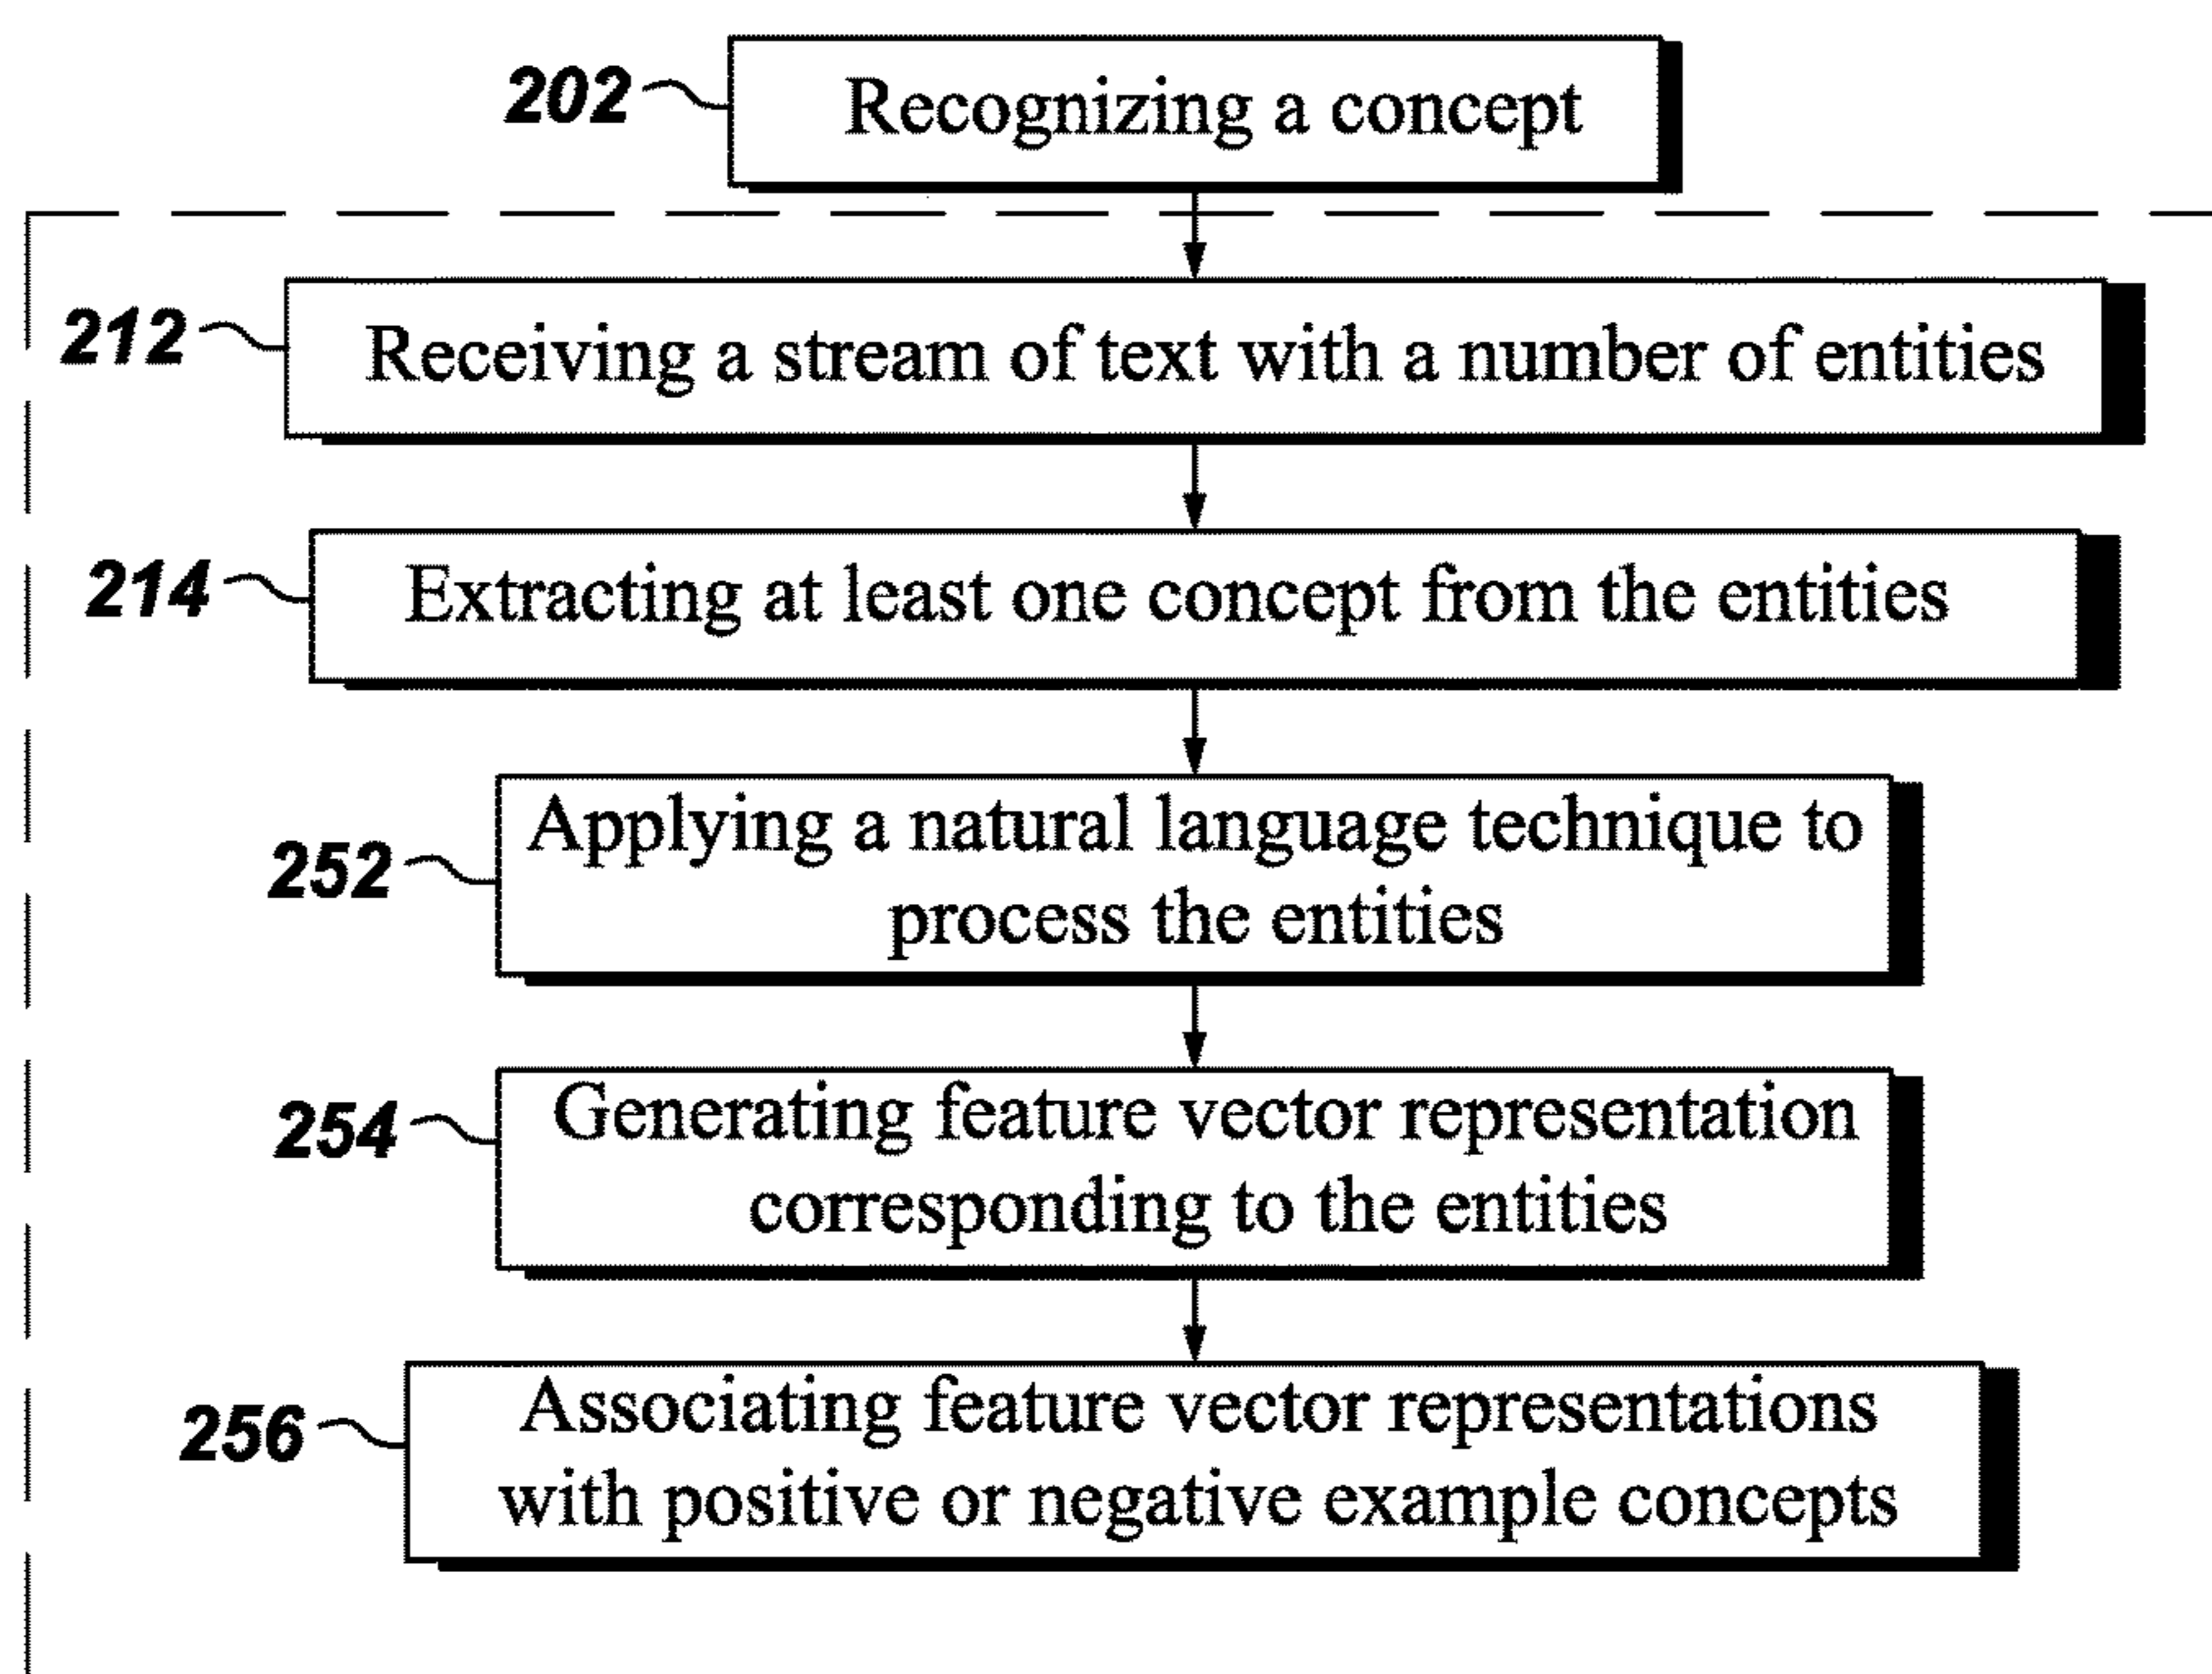 202 Recognizing a concept
212 Receiving a stream of text with a number of entities
214 Extracting at least one concept from the entities
252 Applying a natural language technique to
process the entities
254 Generating feature vector representation
corresponding to the entities
256 Associating feature vector representations
with positive or negative example concepts